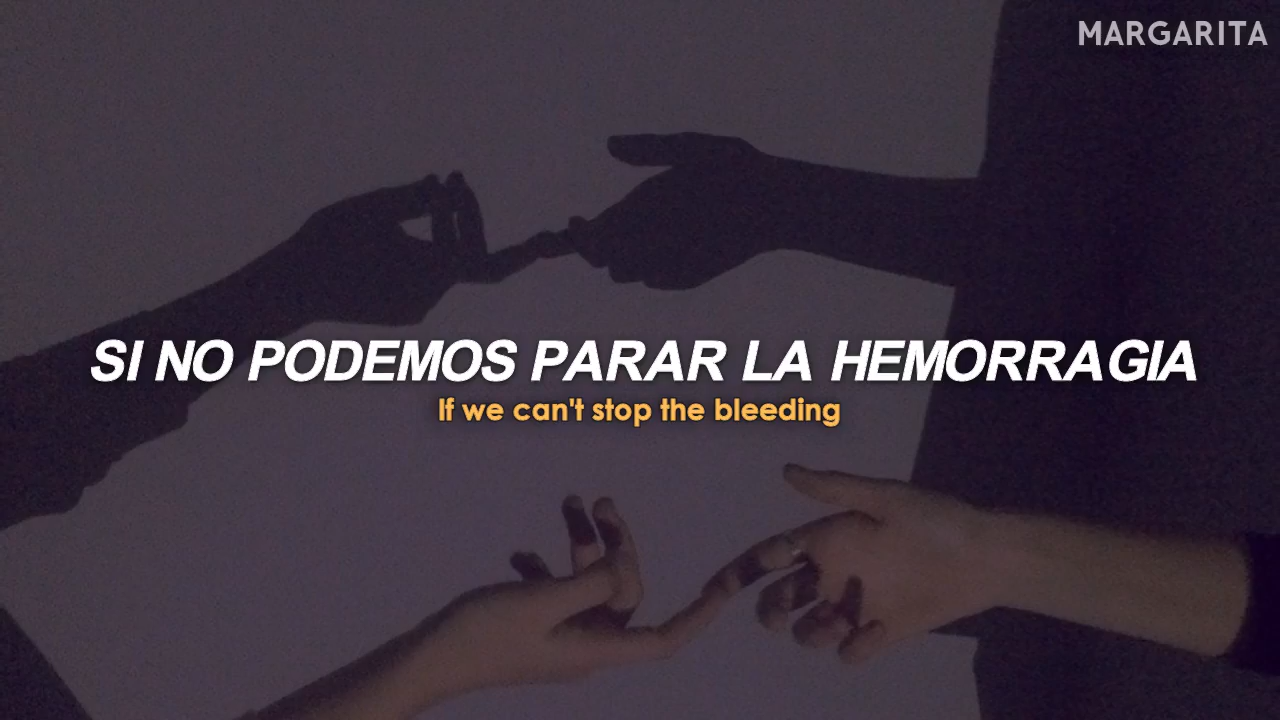 MARGARITA
SI NO PODEMOS PARAR LA HEMORRAGIA
If we can't stop the bleeding